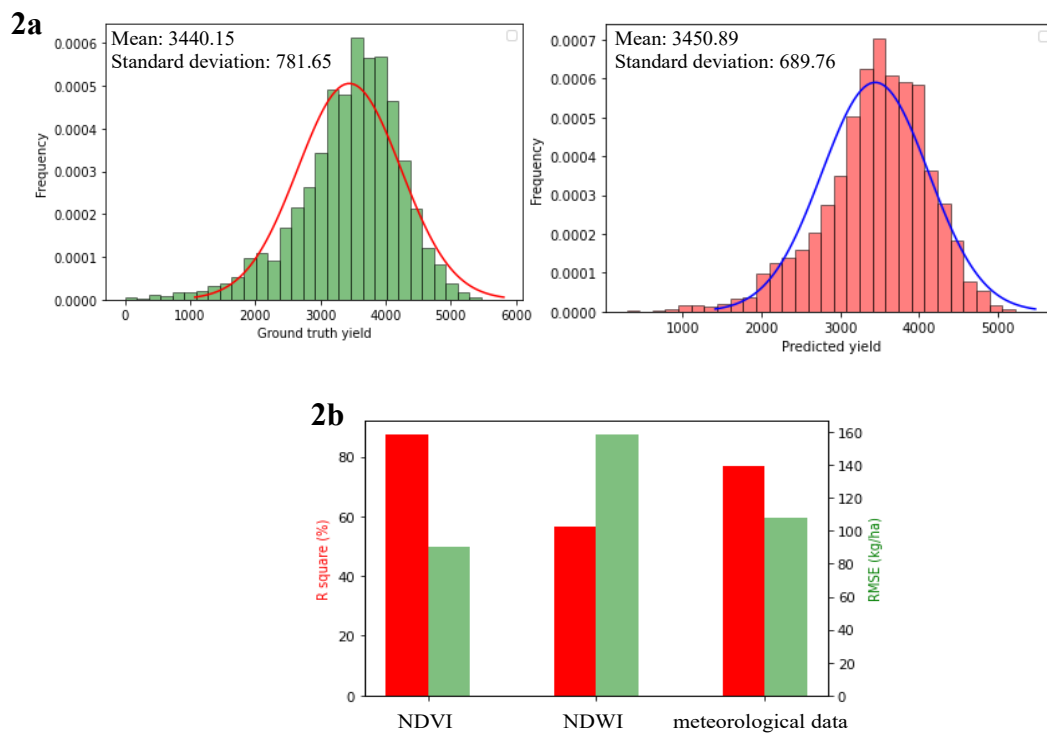 2a
Mean: 3440.15
Standard deviation: 781.65
0.0006
0.0005
0.0004
0.0003
0.0002
0.0001
0.0000
Frequency
0
1000
2000
3000
4000
5000
6000
Ground truth yield
Mean: 3450.89
Standard deviation: 689.76
0.0007
0.0006
0.0005
0.0004
0.0003
0.0002
0.0001
0.0000
Frequency
1000
2000
3000
4000
5000
Predicted yield
2b
80
60
40
20
0
R square (%)
160
140
120
100
80
60
40
20
0
RMSE (kg/ha)
NDVI
NDWI
meteorological data